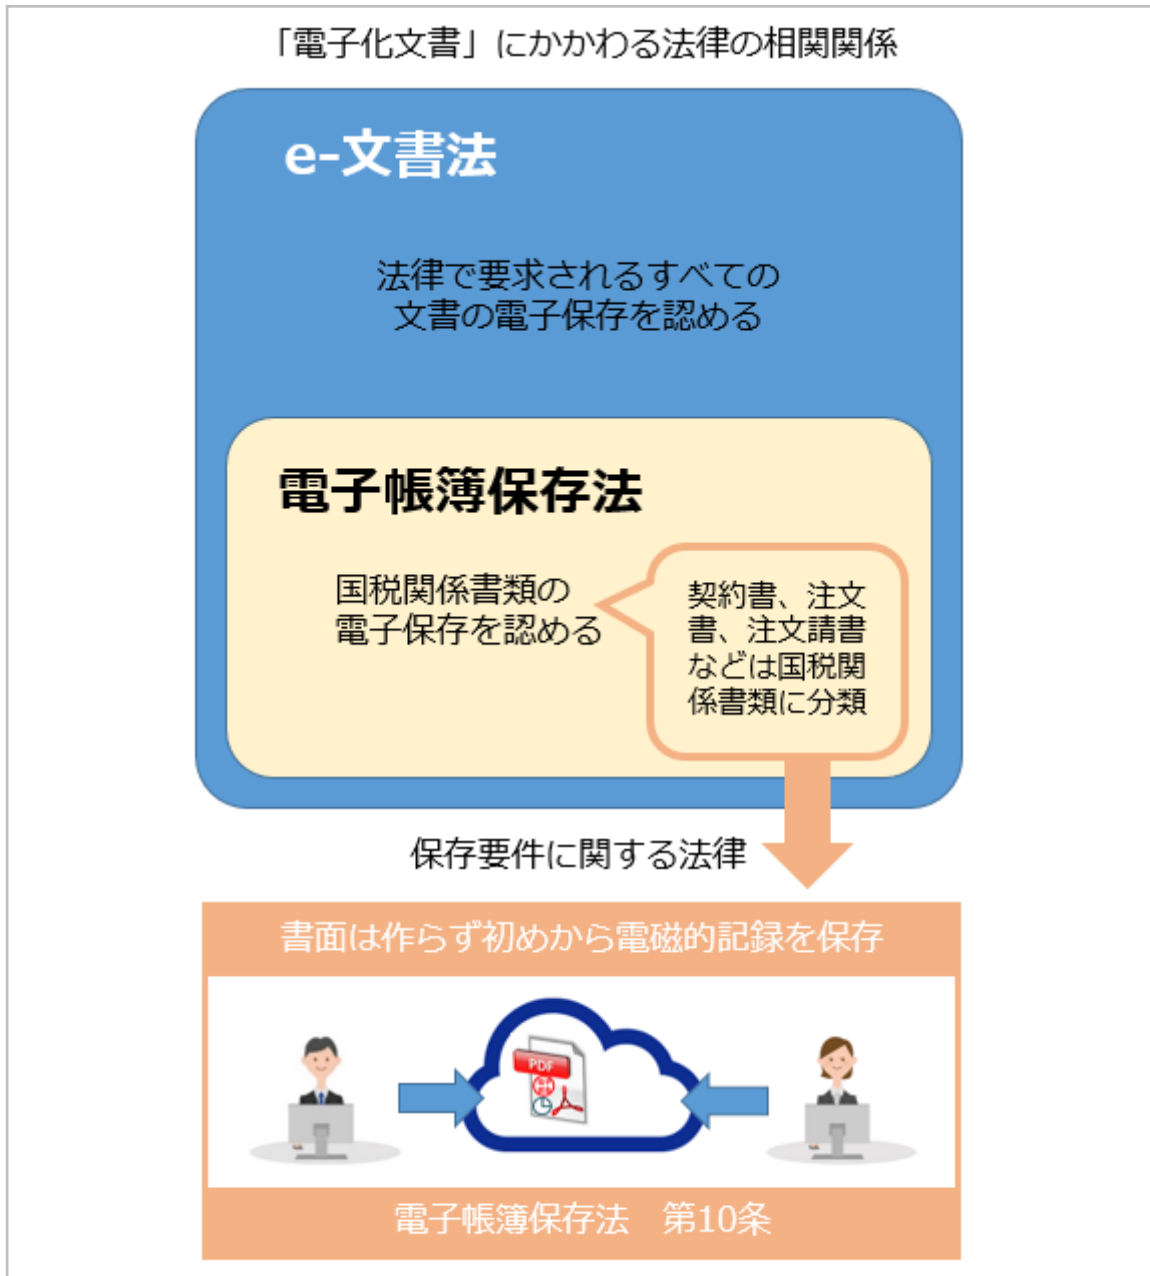 「電子化文書」にかかわる法律の相関関係
e-文書法
法律で要求されるすべての
文書の電子保存を認める
電子帳簿保存法
国税関係書類の
電子保存を認める
契約書、注文
書、注文請書
などは国税関
係書類に分類
保存要件に関する法律
書面は作らず初めから電磁的記録を保存
PDF
電子帳簿保存法　第10条